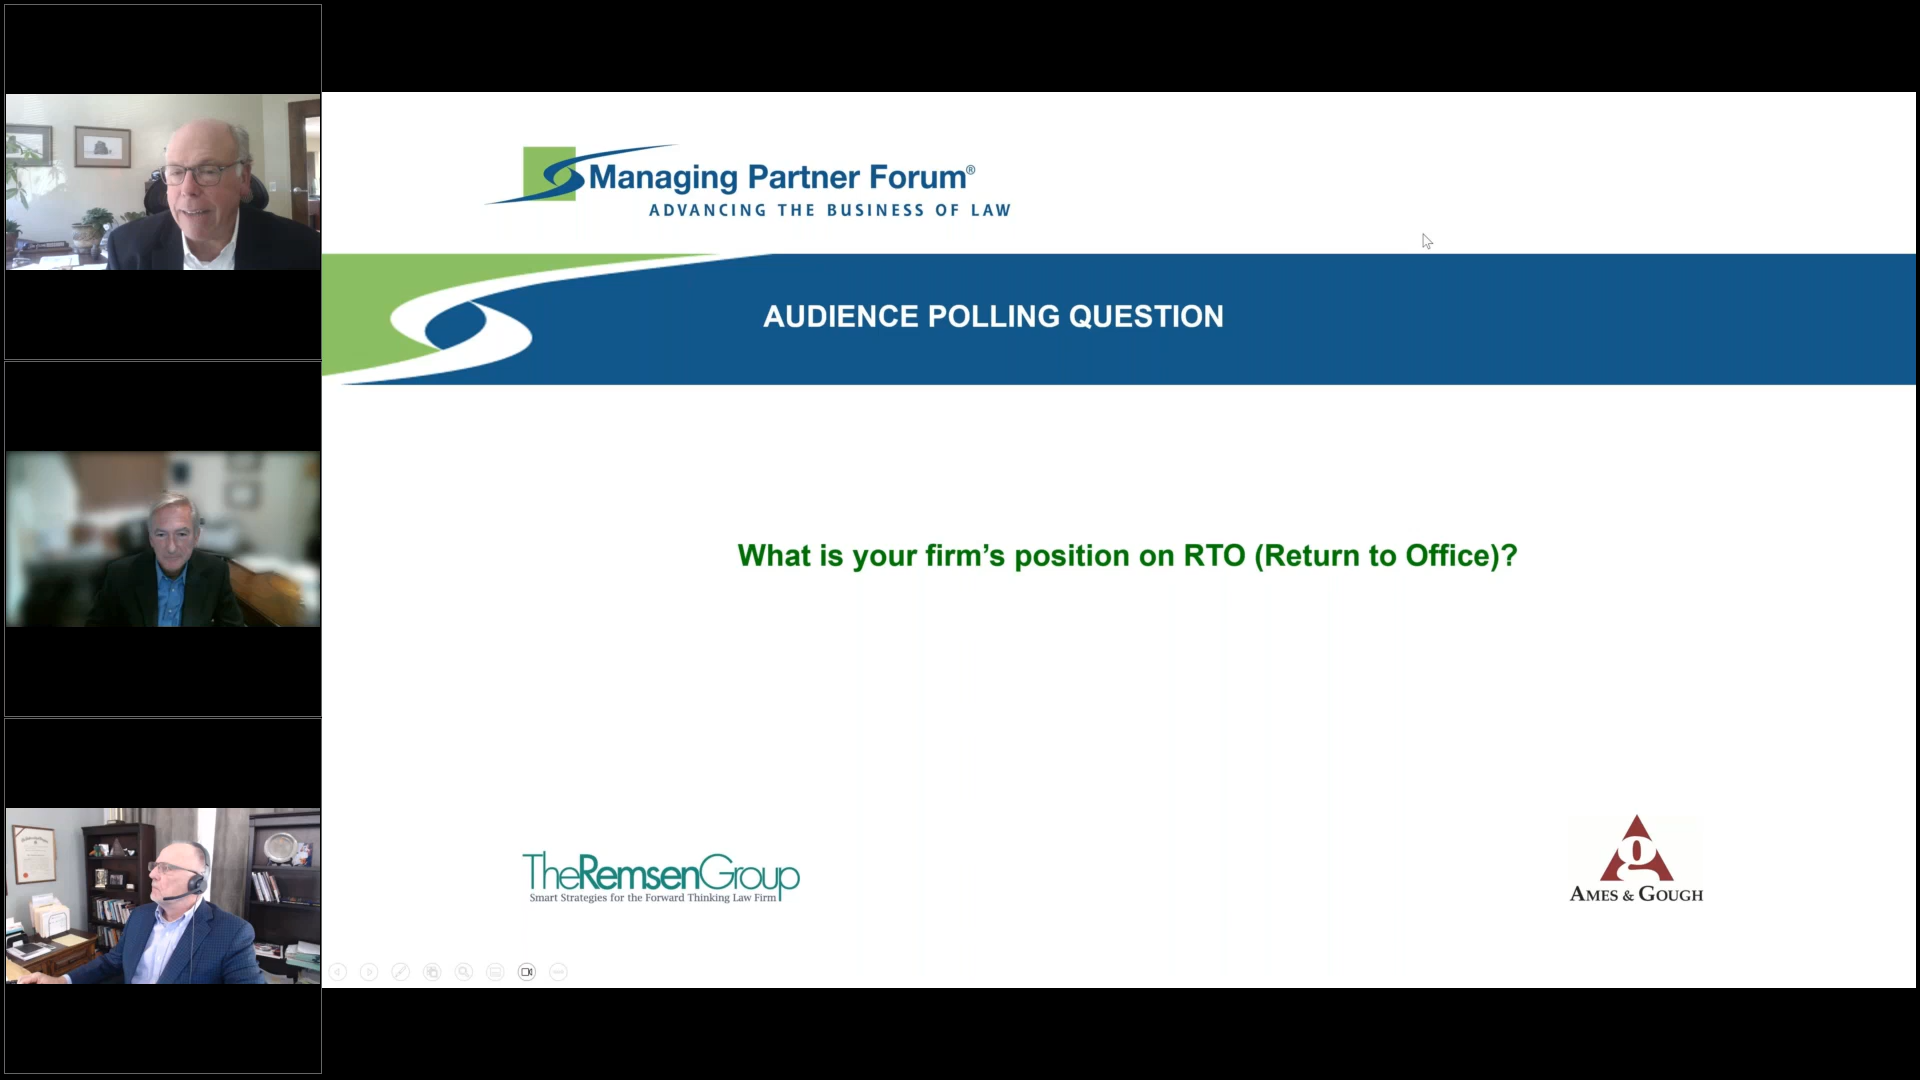 Managing Partner Forum®
ADVANCING THE BUSINESS OF LAW
AUDIENCE POLLING QUESTION
What is your firm's position on RTO (Return to Office)?
TheRemsenGroup
Smart Strategies for the Forward Thinking Law Firm
ag
AMES & GOUGH